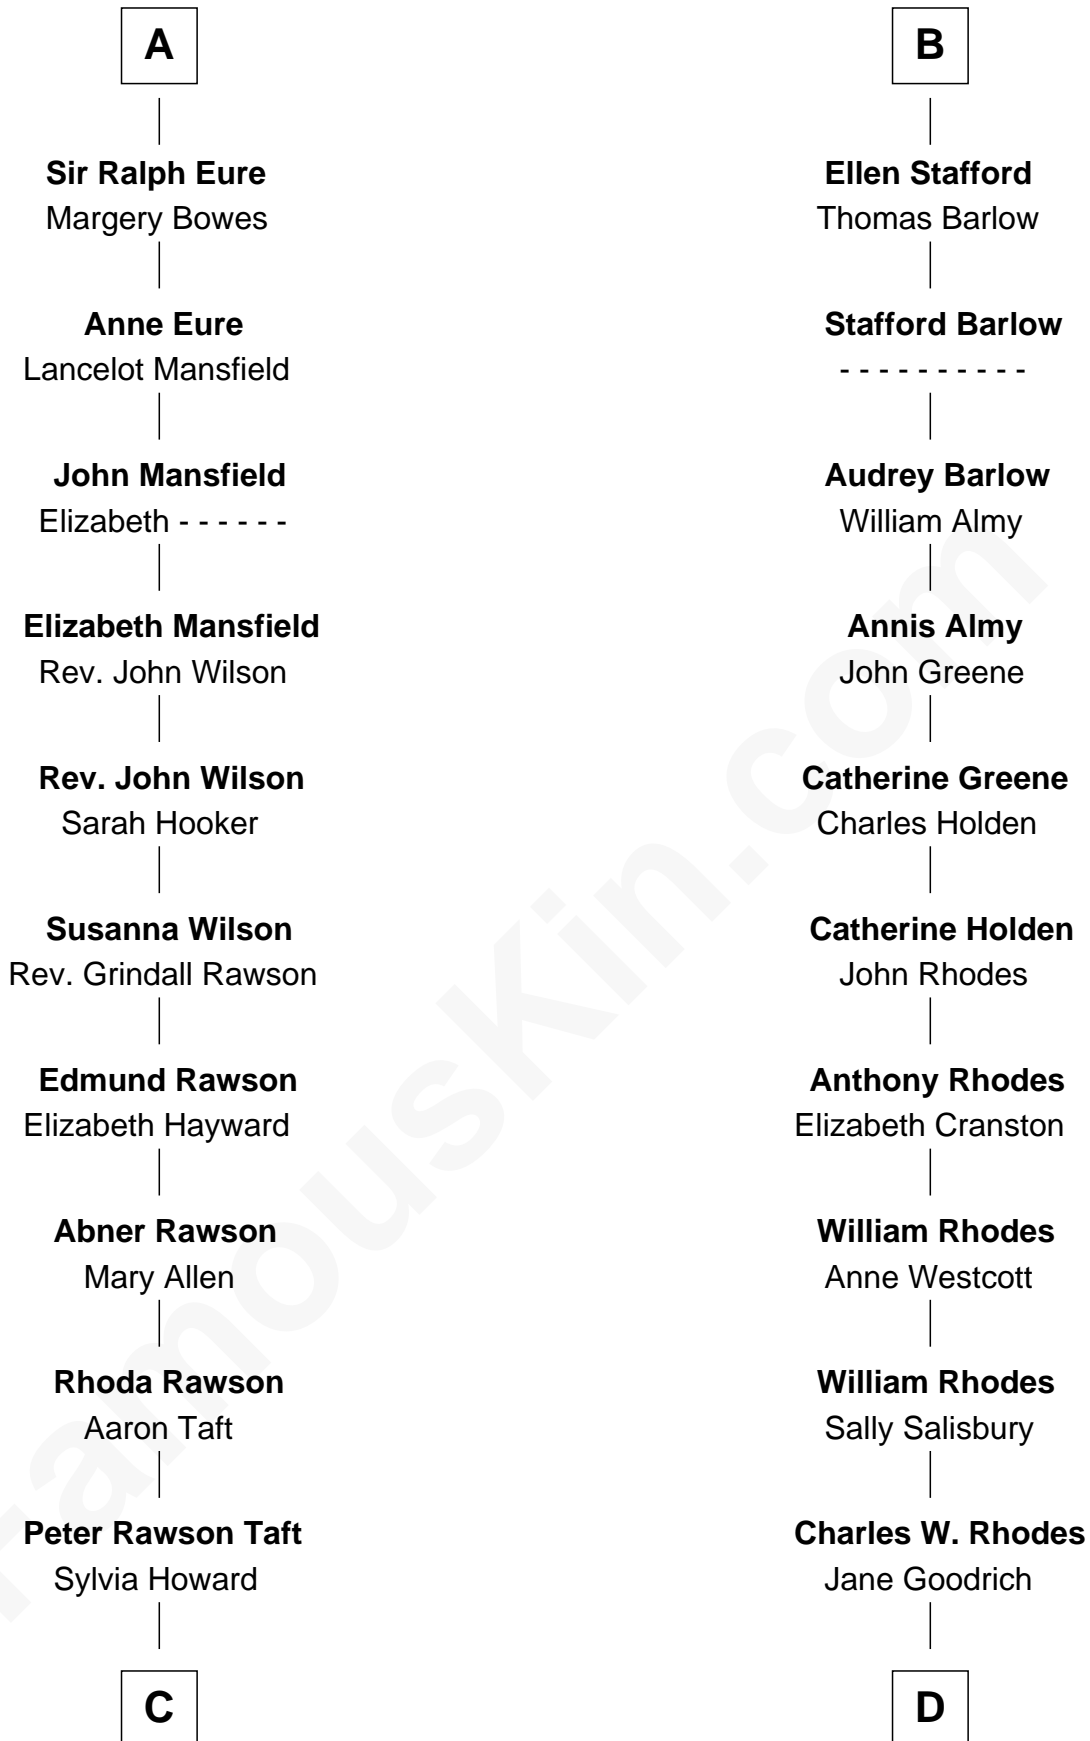 A
Sir Ralph Eure
Margery Bowes
Anne Eure
Lancelot Mansfield
John Mansfield
Elizabeth - - - - - -
Elizabeth Mansfield
Rev. John Wilson
Rev. John Wilson
Sarah Hooker
Susanna Wilson
Rev. Grindall Rawson
Edmund Rawson
Elizabeth Hayward
Abner Rawson
Mary Allen
Rhoda Rawson
Aaron Taft
Peter Rawson Taft
Sylvia Howard
C
B
Ellen Stafford
Thomas Barlow
Stafford Barlow
- - - - - - - - - -
Audrey Barlow
William Almy
Annis Almy
John Greene
Catherine Greene
Charles Holden
Catherine Holden
John Rhodes
Anthony Rhodes
Elizabeth Cranston
William Rhodes
Anne Westcott
William Rhodes
Sally Salisbury
Charles W. Rhodes
Jane Goodrich
D
FamousKin.com